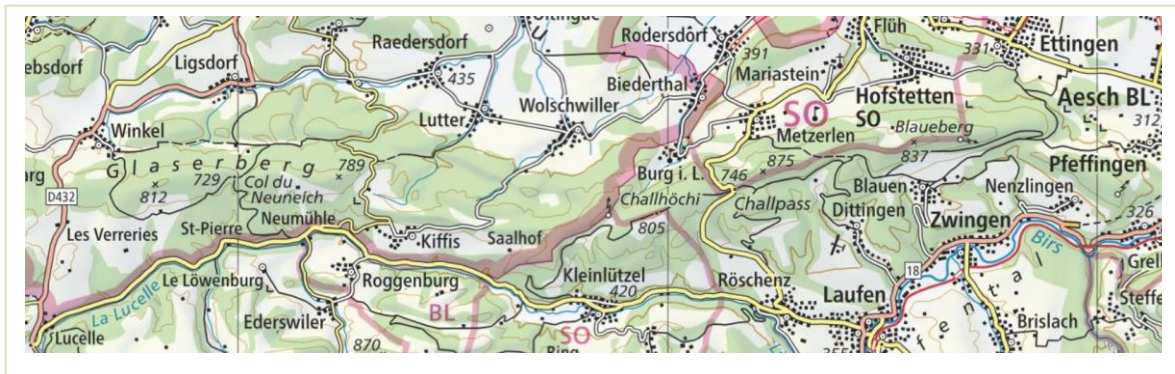 Raedersdorf
Rodersdorf
391
Flüh
331
Ettingen
ebsdorf
Ligsdorf
435
Biederthal
Mariastein
Wolschwiller
SO
Hofstetten
SO
Aesch BL
312
Winkel
Lutter
Metzerlen
Blaueberg
Glaserberg
789
Burg i. L.
746
875
837
Pfeffingen
arg
812
729
Col du
Neuneich
Challhöchi
Challpass
Blauen
Nenzlingen
D432
Dittingen
326
Les Verreries
St-Pierre
Neumühle
Kiffis
Saalhof
805
Zwingen
Birs
Grell
Le Löwenburg
Roggenburg
Kleinlützel
420
Röschenz
18
Laufen
Steffe
La Lucelle
Ederswiler
BL
SO
Brislach
Lucelle
870